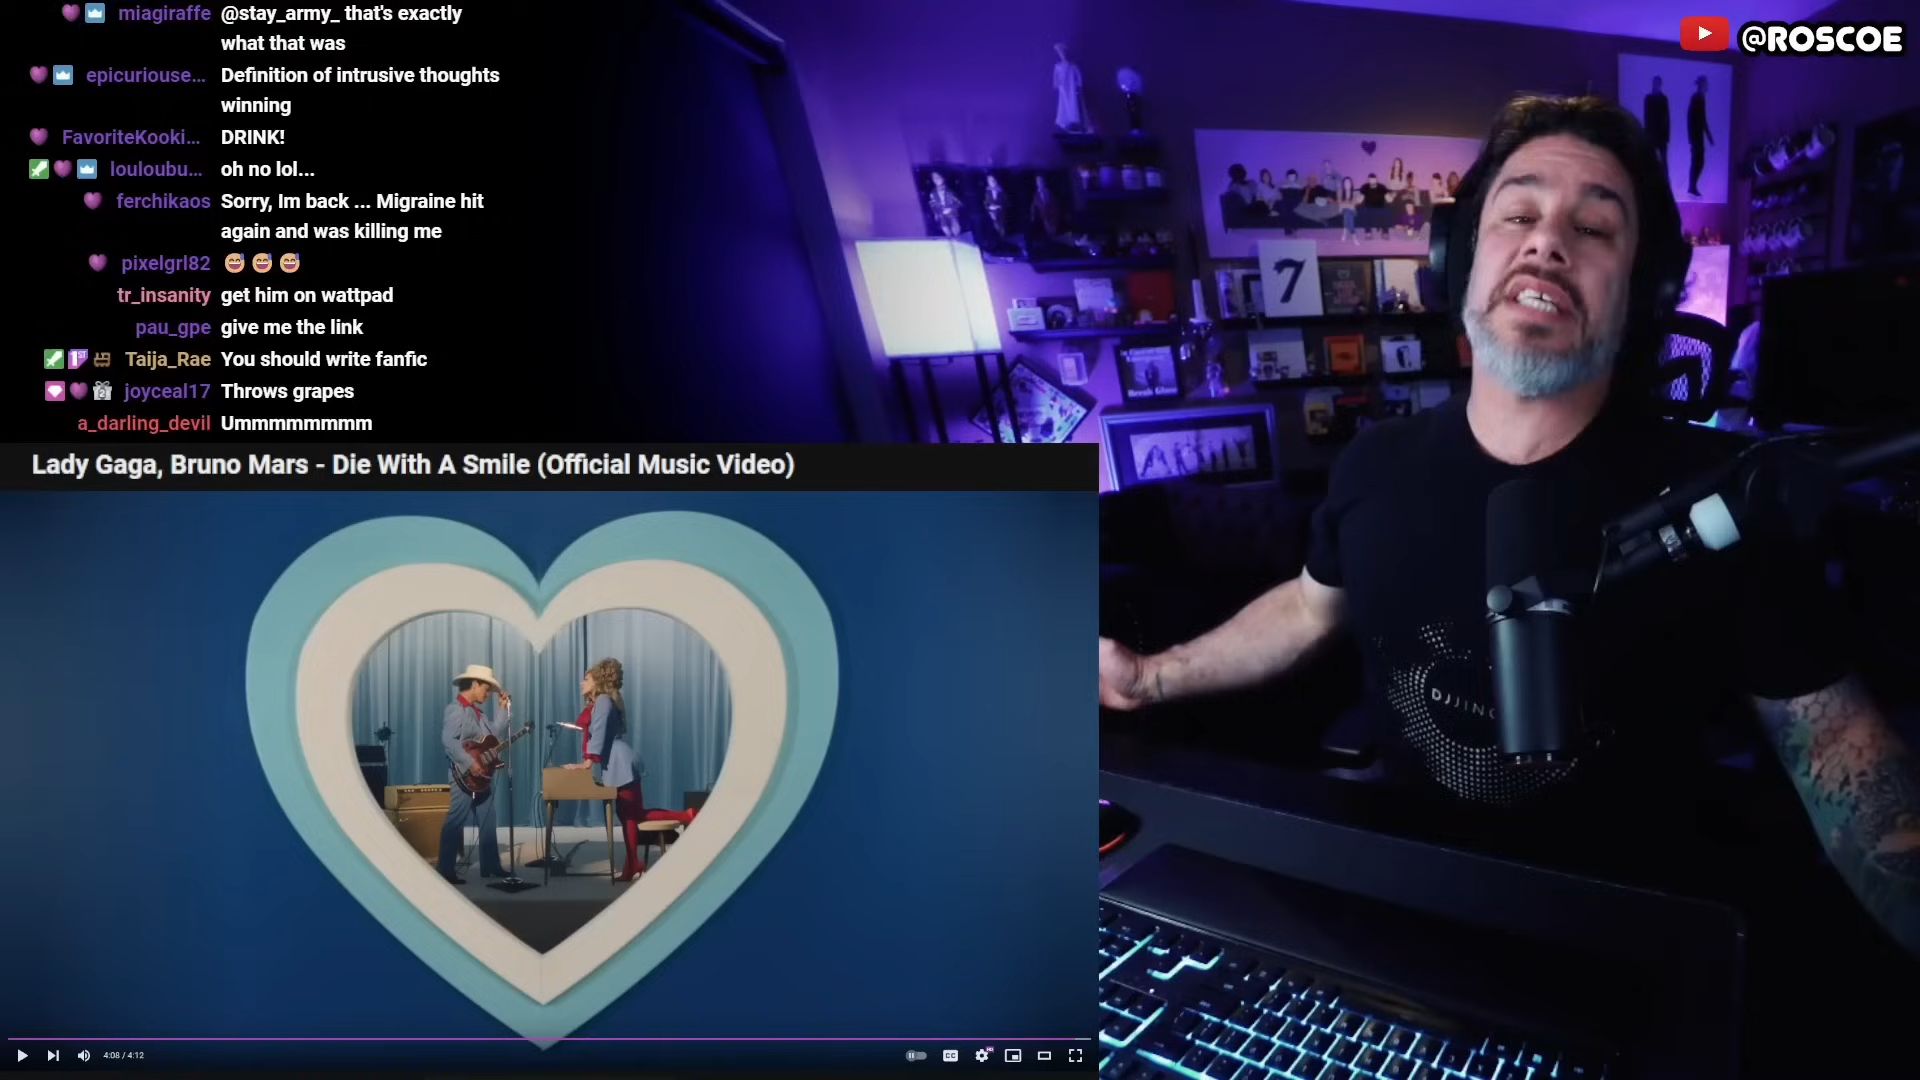 miagiraffe @stay_army_ that's exactly
what that was
epicuriouse... Definition of intrusive thoughts
winning
FavoriteKooki... DRINK!
louloubu... oh no lol...
ferchikaos Sorry, Im back ... Migraine hit
again and was killing me
pixelgrl82
tr_insanity get him on wattpad
pau_gpe give me the link
Taija_Rae You should write fanfic
joyceal17 Throws grapes
a_darling_devil Ummmmmmmm
@ROSCOE
7
Lady Gaga, Bruno Mars - Die With A Smile (Official Music Video)
4:08 / 4:12
CC